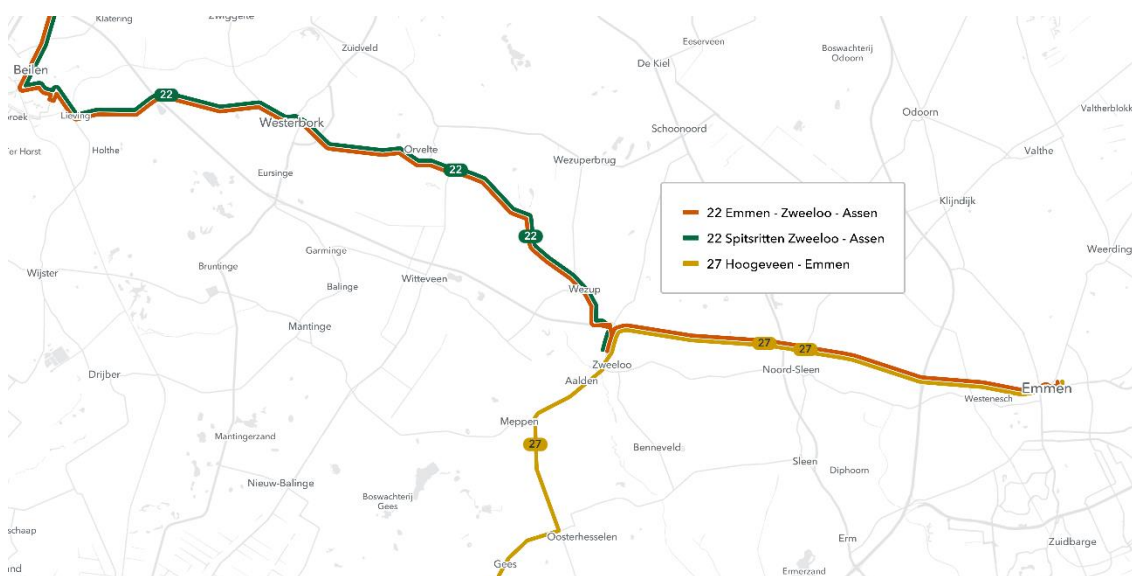 Klatering
Zwiggelte
Zuidveld
Eeserveen
De Kiel
Boswachterij
Odoorn
Beilen
22
Lieving
broek
Westerbork
Odoorn
Valtherblokk
Ter Horst
Holthe
Orvelte
Schoonoord
Wezuperbrug
Valthe
Eursinge
22
22 Emmen - Zweeloo - Assen
22 Spitsritten Zweeloo - Assen
27 Hoogeveen - Emmen
Klijndijk
22
Weerding
Garminge
Wijster
Bruntinge
Balinge
Witteveen
Wezup
Mantinge
27
27
Zweeloo
Noord-Sleen
Drijber
Aalden
Westenesch
Emmen
Meppen
Mantingerzand
27
Benneveld
Sleen
Diphoorn
Nieuw-Balinge
Boswachterij
Gees
schaap
Oosterhesselen
Erm
Zuidbarge
Gees
Ermerzand
and